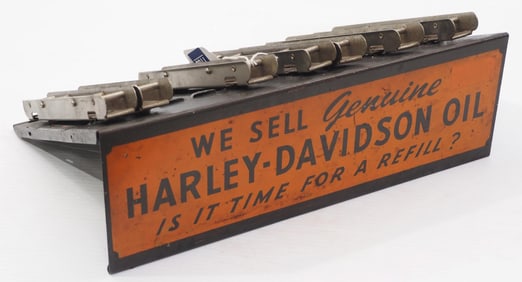 WE SELL Genuine
HARLEY-DAVIDSON OIL
IS IT TIME FOR A REFILL?